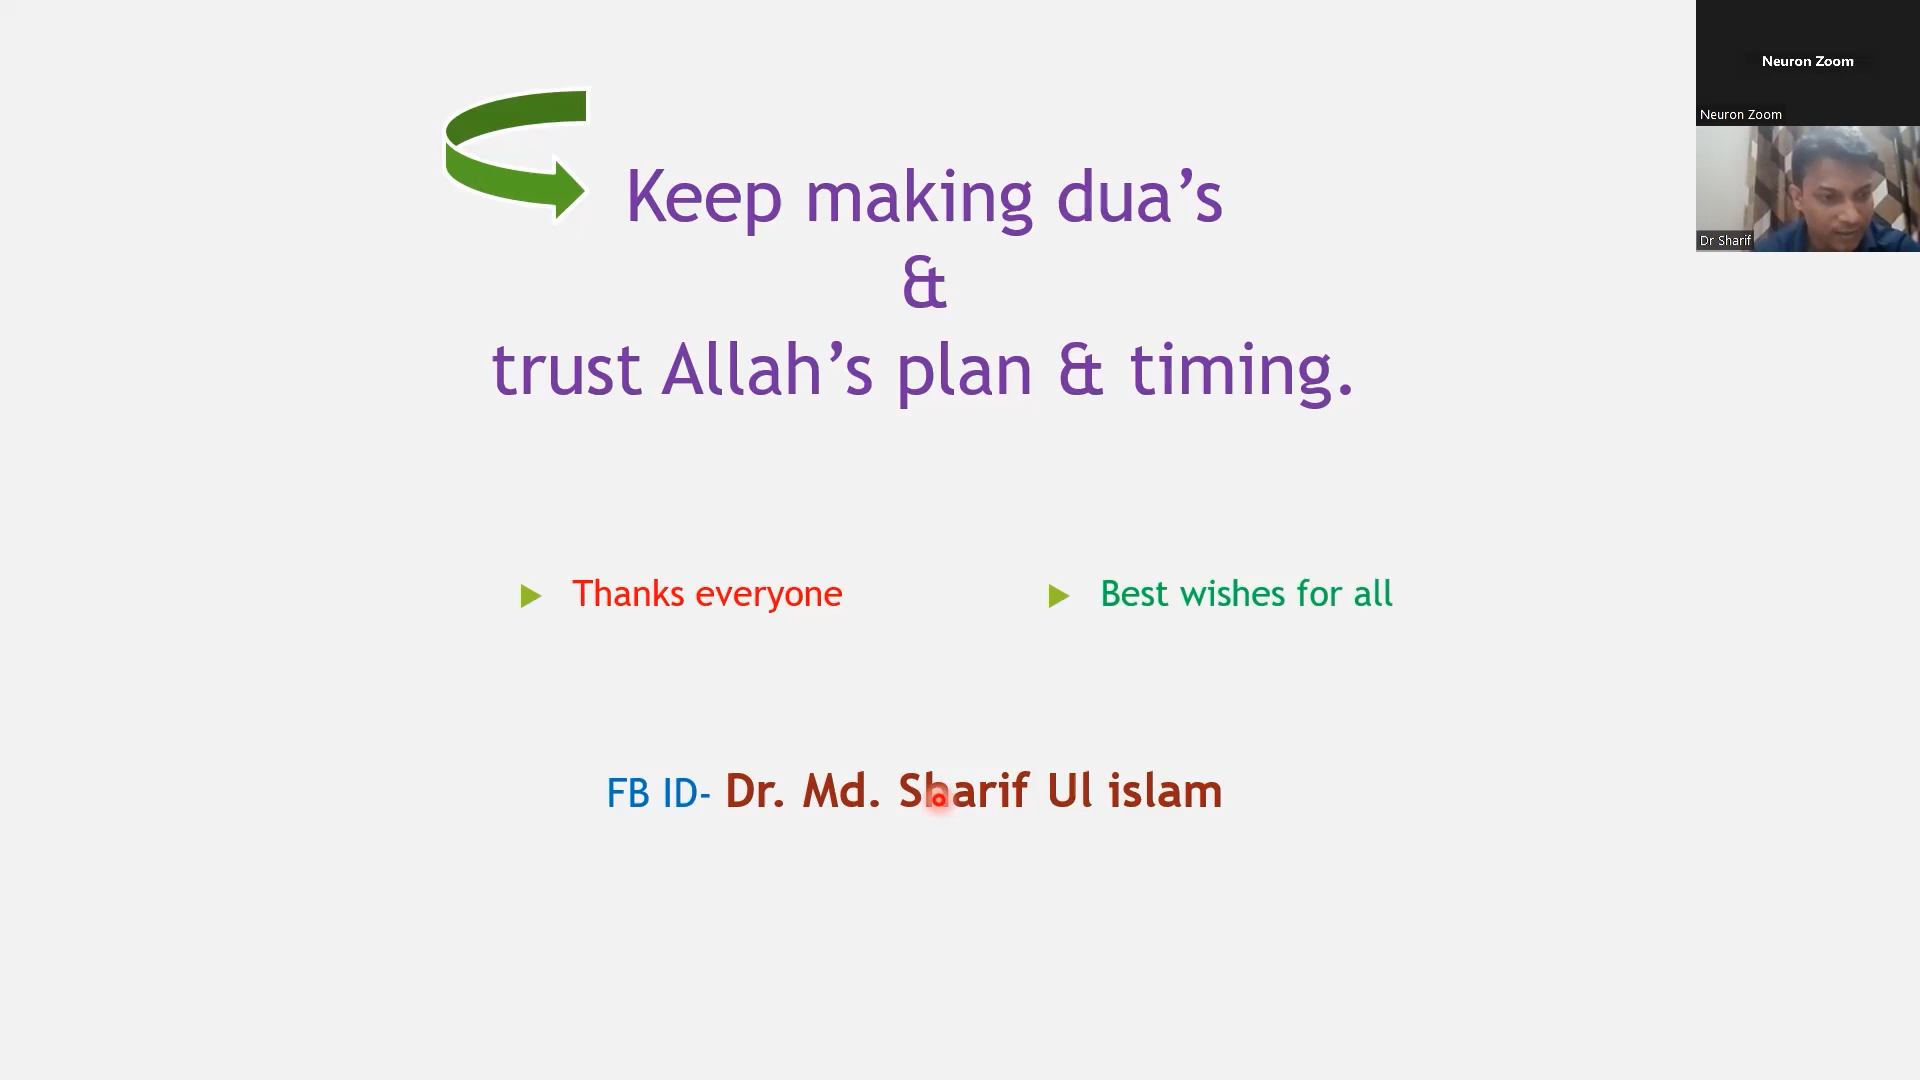 Neuron Zoom
Neuron Zoom
Dr Sharif
Keep making dua’s
&
trust Allah’s plan & timing.
Thanks everyone
Best wishes for all
FB ID- Dr. Md. Sharif Ul islam